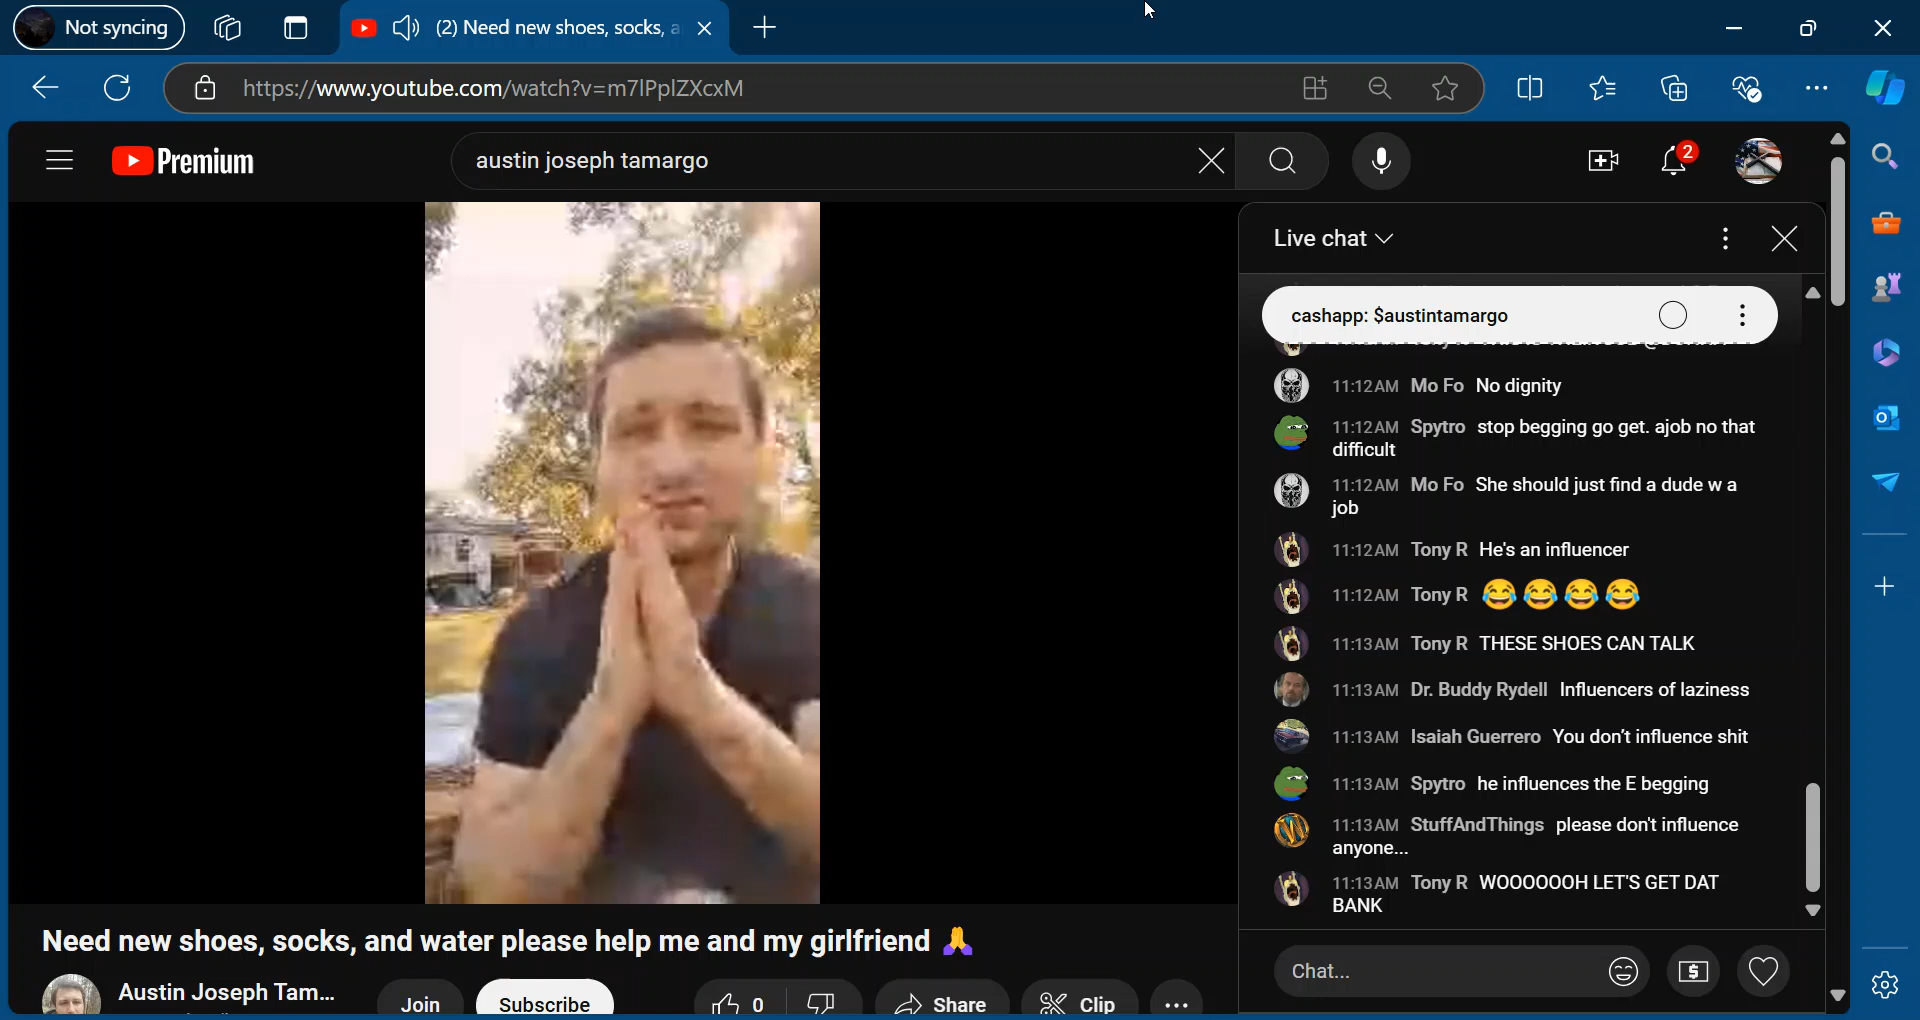 Not syncing
(2) Need new shoes, socks, a
https://www.youtube.com/watch?v=m7lPplZXcxM
Premium
austin joseph tamargo
2
Live chat
cashapp: $austintamargo
11:12AM Mo Fo No dignity
11:12AM Spytro stop begging go get. ajob no that
difficult
11:12AM Mo Fo She should just find a dude w a
job
11:12AM Tony R He's an influencer
11:12AM Tony R 😂😂😂😂
11:13AM Tony R THESE SHOES CAN TALK
11:13AM Dr. Buddy Rydell Influencers of laziness
11:13AM Isaiah Guerrero You don't influence shit
11:13AM Spytro he influences the E begging
11:13AM StuffAndThings please don't influence
anyone...
11:13AM Tony R WOOOOOOH LET'S GET DAT
BANK
Chat...
Need new shoes, socks, and water please help me and my girlfriend 🙏
Austin Joseph Tam...
Join
Subscribe
0
Share
Clip